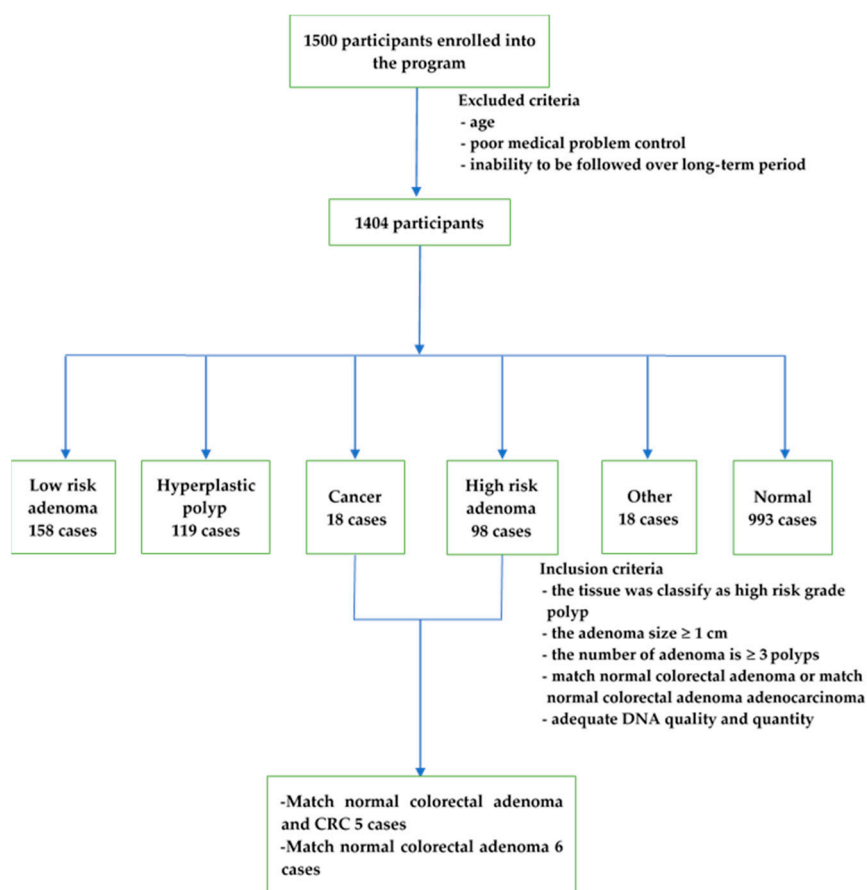 1500 participants enrolled into
the program
Excluded criteria
- age
- poor medical problem control
- inability to be followed over long-term period
1404 participants
Low risk
adenoma
158 cases
Hyperplastic
polyp
119 cases
Cancer
18 cases
High risk
adenoma
98 cases
Other
18 cases
Normal
993 cases
Inclusion criteria
- the tissue was classify as high risk grade
polyp
- the adenoma size ≥ 1 cm
- the number of adenoma is ≥ 3 polyps
- match normal colorectal adenoma or match
normal colorectal adenoma adenocarcinoma
- adequate DNA quality and quantity
-Match normal colorectal adenoma
and CRC 5 cases
-Match normal colorectal adenoma 6
cases